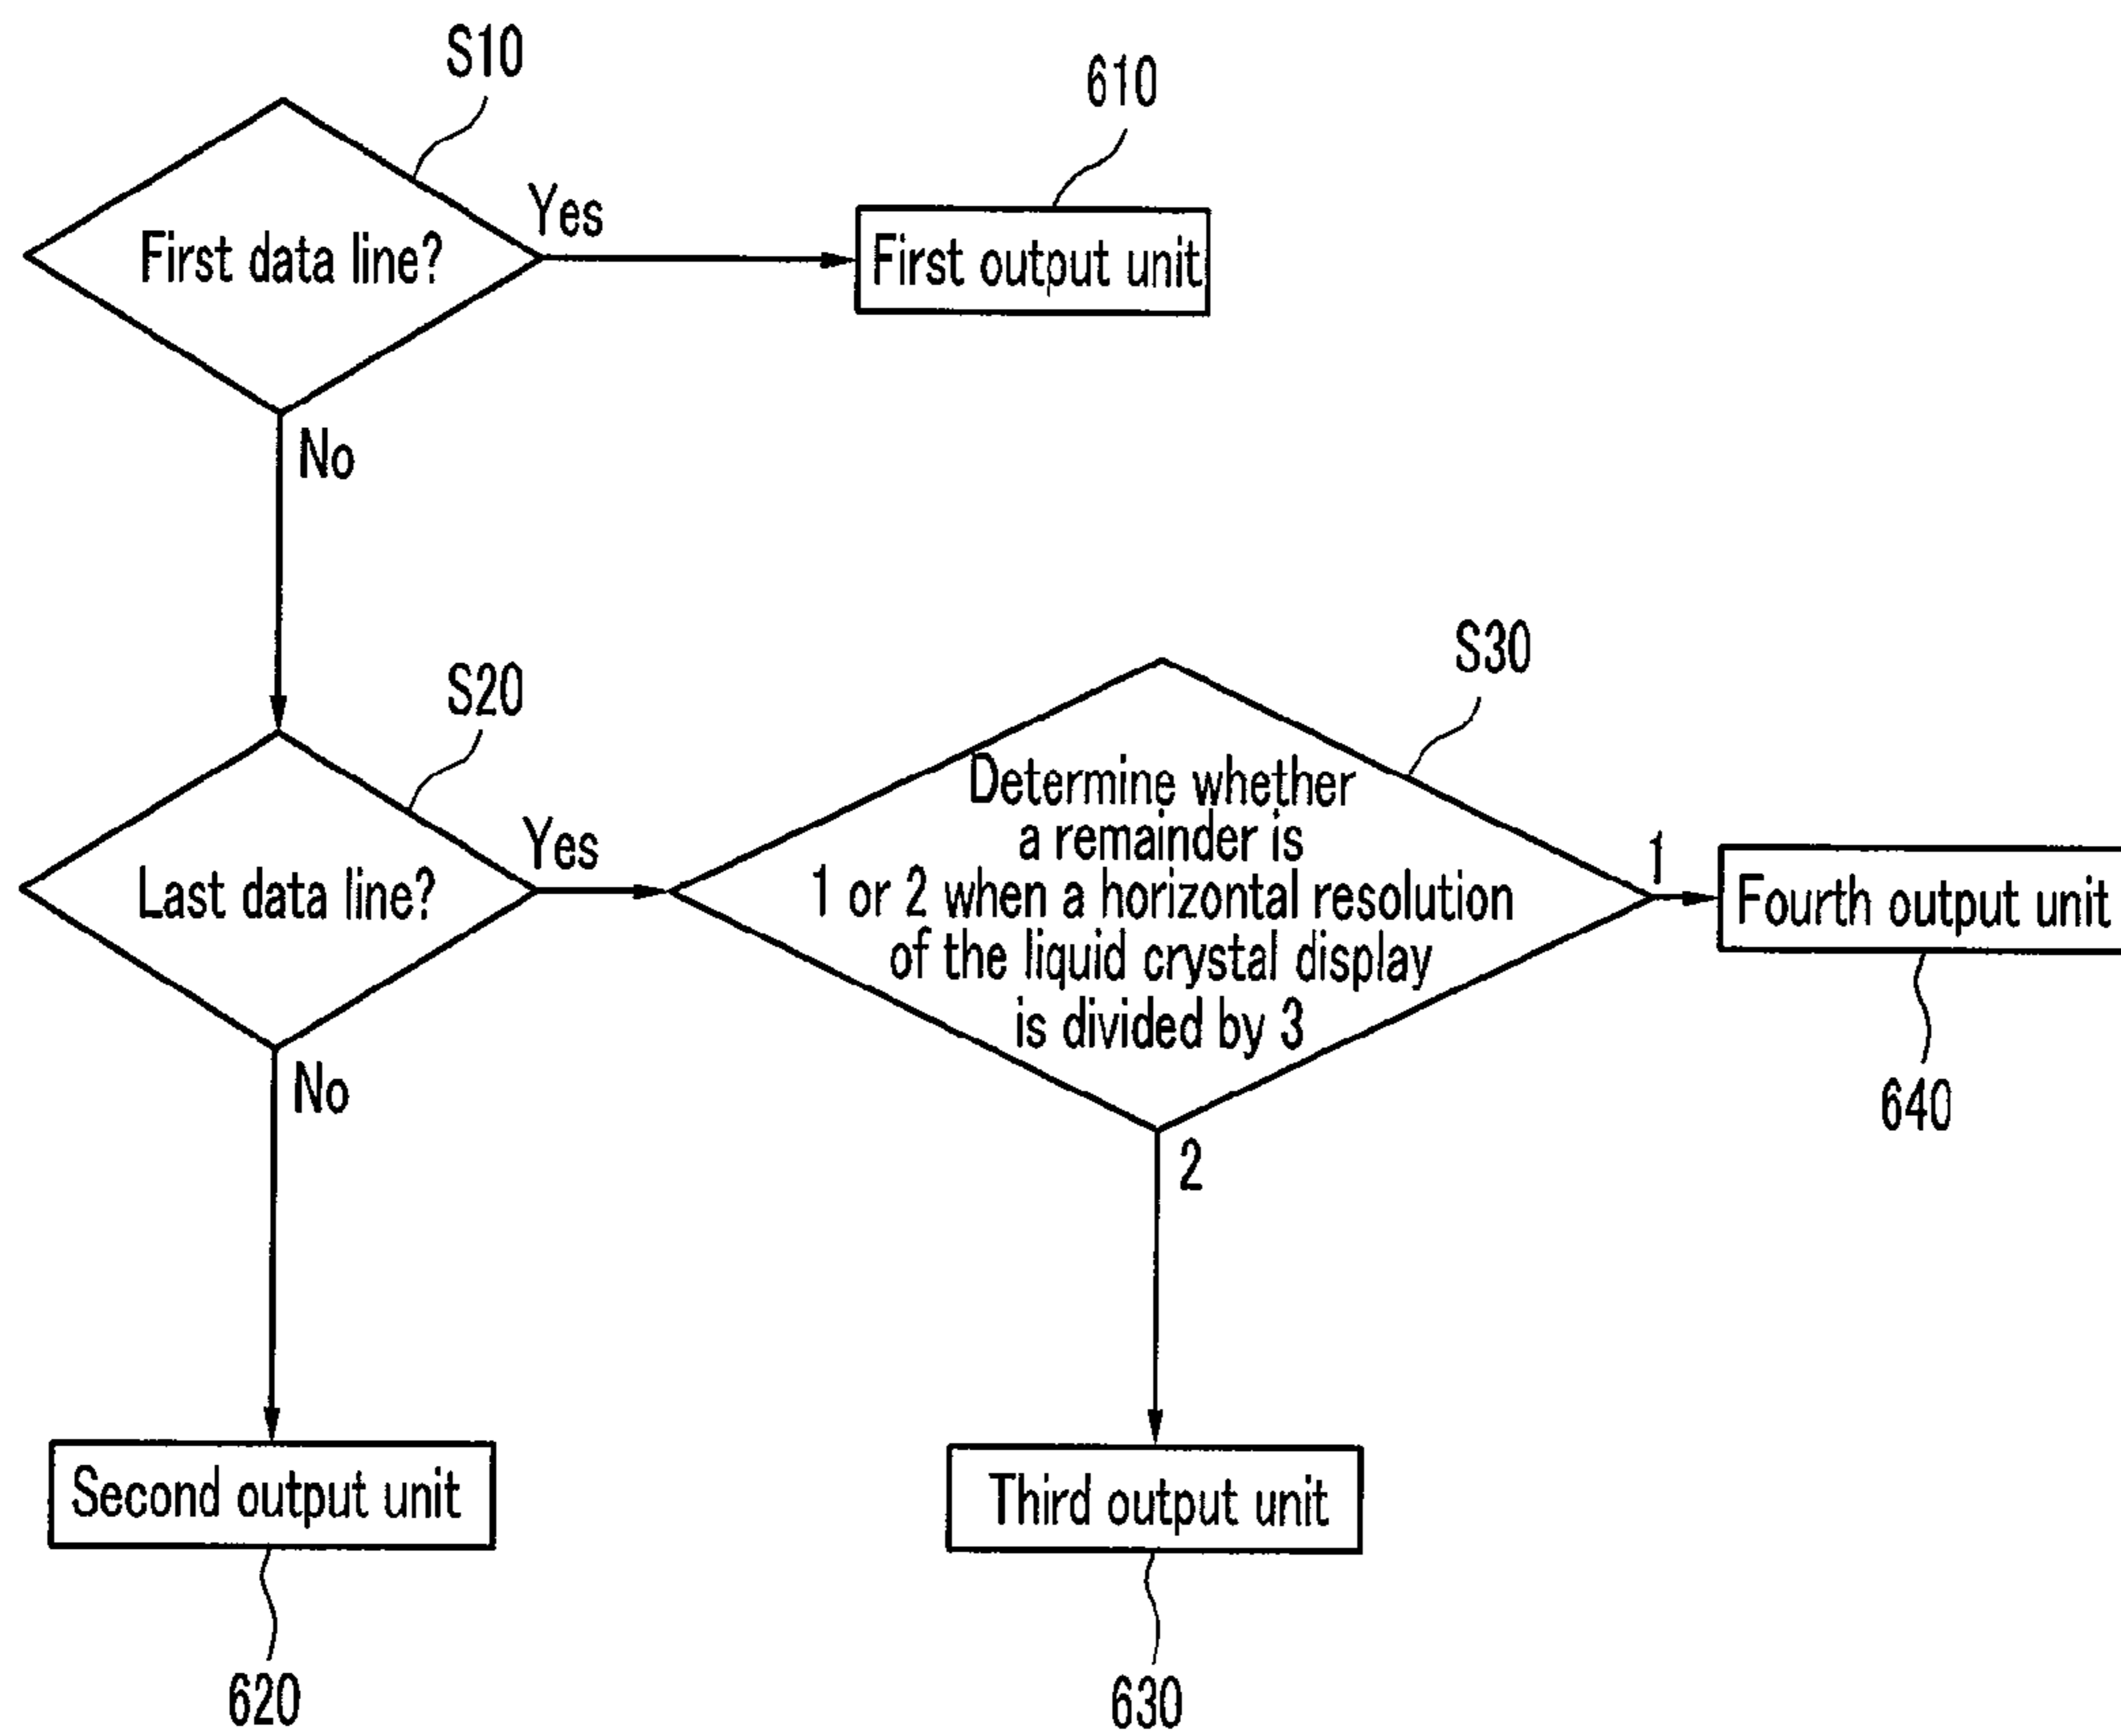 S10
610
First data line?
Yes
First output unit
No
S20
S30
Last data line?
Yes
Determine whether
a remainder is
1 or 2 when a horizontal resolution
of the liquid crystal display
is divided by 3
1
Fourth output unit
640
No
2
Second output unit
Third output unit
620
630